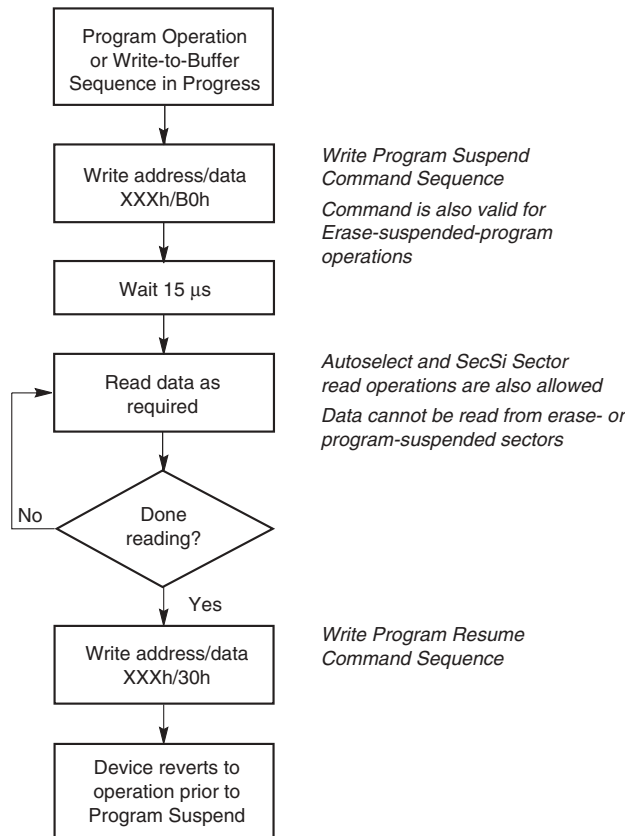 Program Operation
or Write-to-Buffer
Sequence in Progress
Write address/data
XXXh/B0h
Write Program Suspend
Command Sequence
Command is also valid for
Erase-suspended-program
operations
Wait 15 μs
Read data as
required
Autoselect and SecSi Sector
read operations are also allowed
Data cannot be read from erase- or
program-suspended sectors
No
Done
reading?
Yes
Write address/data
XXXh/30h
Write Program Resume
Command Sequence
Device reverts to
operation prior to
Program Suspend